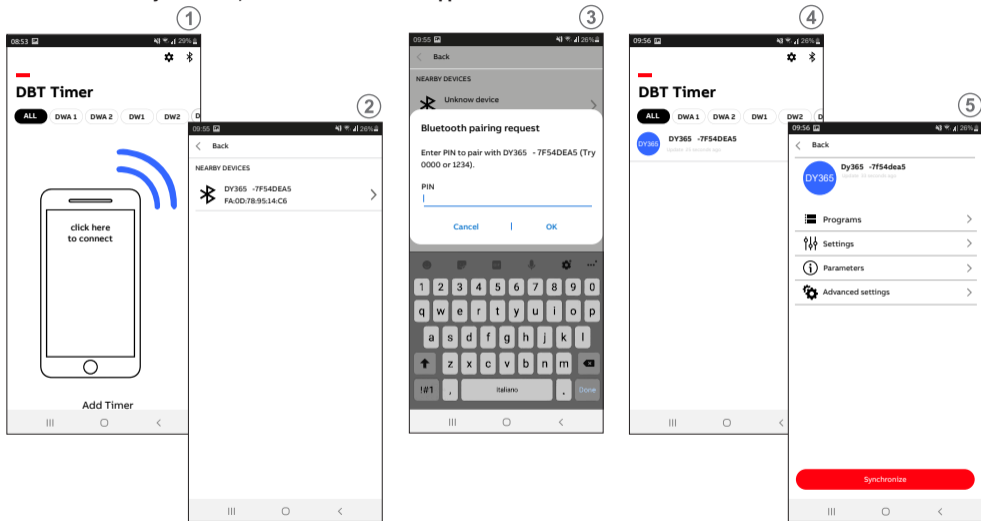 1
08:53 29%
DBT Timer
ALL DWA 1 DWA 2 DW1 DW2 D
click here
to connect
Add Timer
2
09:55 26%
< Back
NEARBY DEVICES
DY365 -7F54DEA5
FA:0D:78:95:14:C6
3
09:55 26%
< Back
NEARBY DEVICES
Unknow device
Bluetooth pairing request
Enter PIN to pair with DY365 - 7F54DEA5 (Try
0000 or 1234).
PIN
Cancel | OK
1 2 3 4 5 6 7 8 9 0
q w e r t y u i o p
a s d f g h j k l
z x c v b n m
!#1 , italiano . Done
4
09:56 26%
DBT Timer
ALL DWA 1 DWA 2 DW1 DW2
DY365 DY365 -7F54DEA5
5
09:56 26%
< Back
DY365 Dy365 -7f54dea5
Programs
Settings
Parameters
Advanced settings
Synchronize